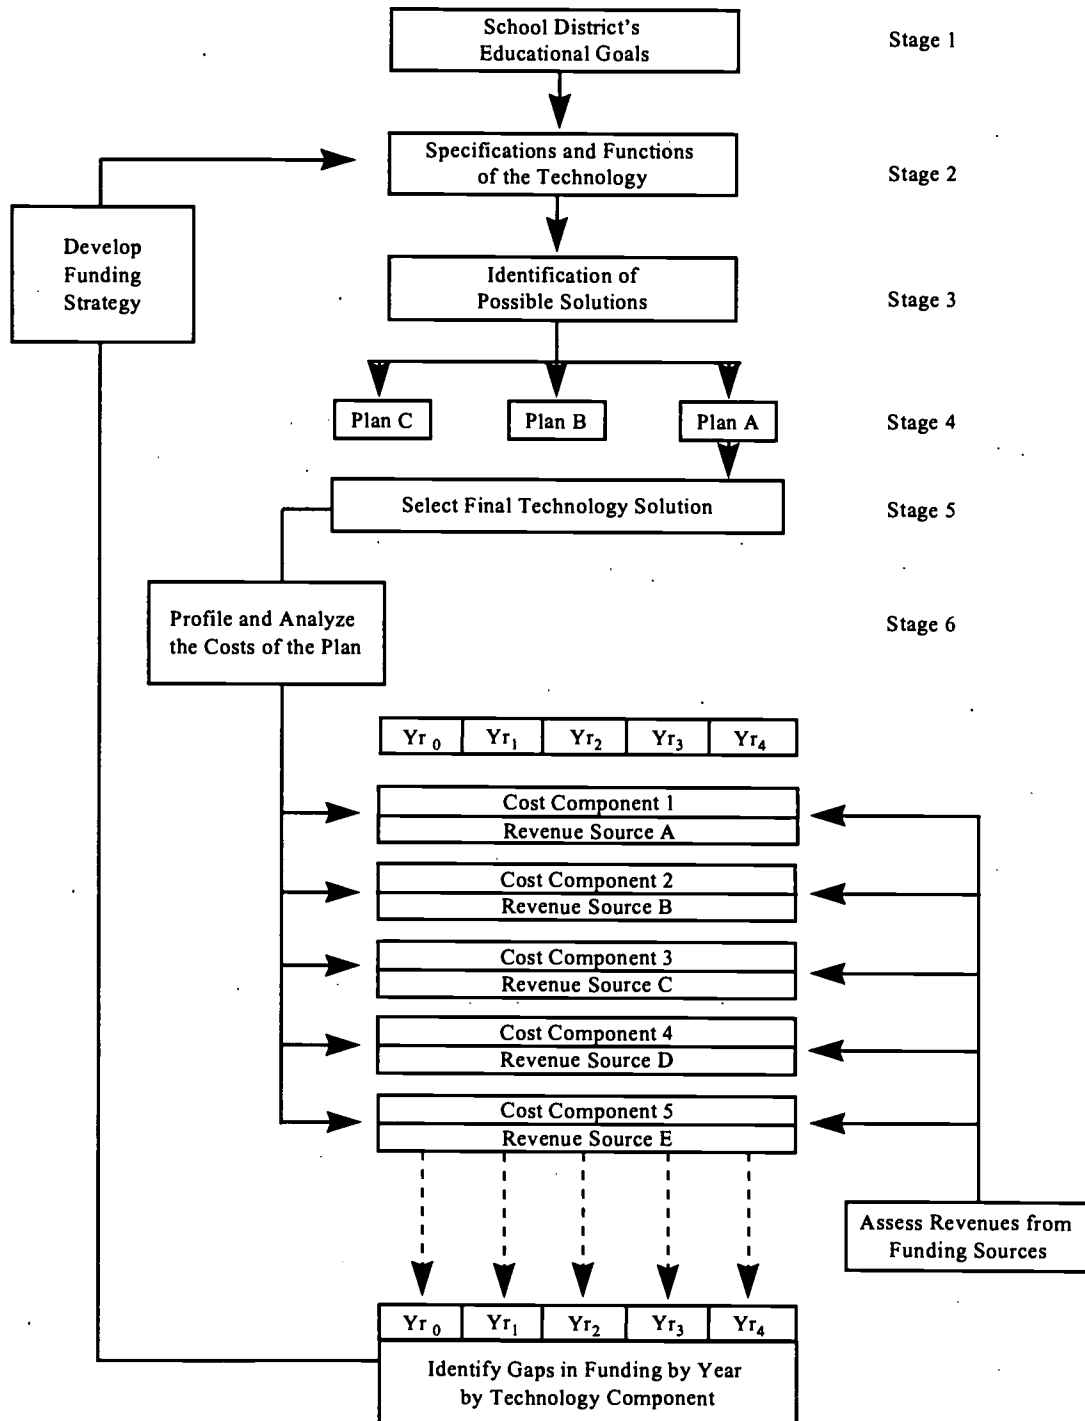 School District's
Educational Goals
Stage 1
Specifications and Functions
of the Technology
Stage 2
Develop
Funding
Strategy
Identification of
Possible Solutions
Stage 3
Plan C
Plan B
Plan A
Stage 4
Select Final Technology Solution
Stage 5
Profile and Analyze
the Costs of the Plan
Stage 6
Yr 0 Yr1 Yr2 Yr3 Yr4
Cost Component 1
Revenue Source A
Cost Component 2
Revenue Source B
Cost Component 3
Revenue Source C
Cost Component 4
Revenue Source D
Cost Component 5
Revenue Source E
Assess Revenues from
Funding Sources
Yr 0 Yr1 Yr2 Yr3 Yr4
Identify Gaps in Funding by Year
by Technology Component